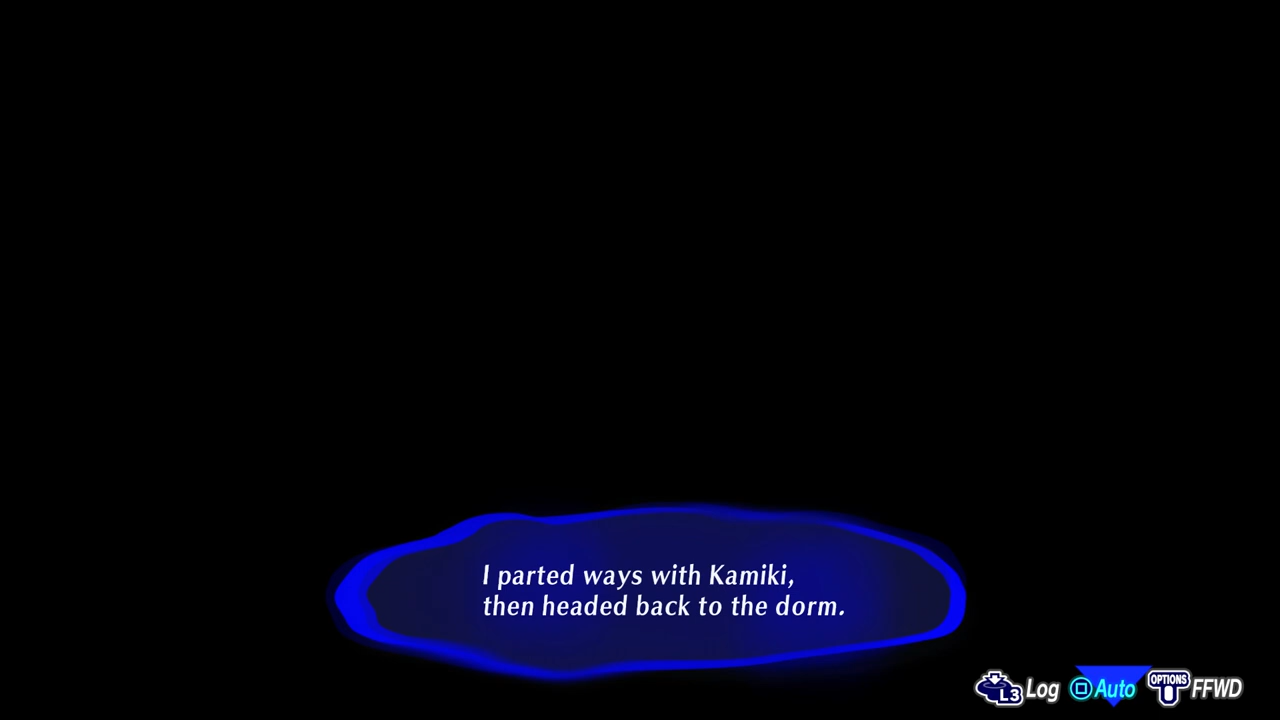 I parted ways with Kamiki,
then headed back to the dorm.
L3 Log Auto OPTIONS FFWD